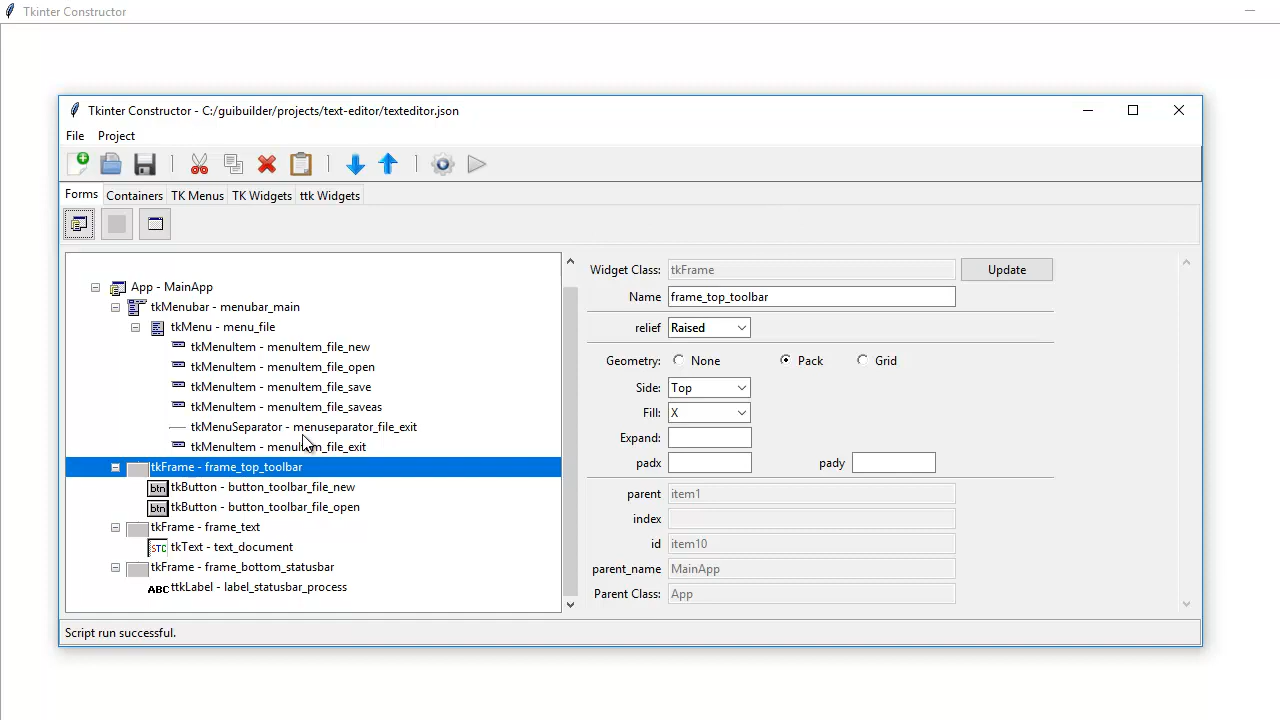 Tkinter Constructor
Tkinter Constructor - C:/guibuilder/projects/text-editor/texteditor.json
File Project
Forms Containers TK Menus TK Widgets ttk Widgets
App - MainApp
tkMenubar - menubar_main
tkMenu - menu_file
tkMenuItem - menuItem_file_new
tkMenuItem - menuItem_file_open
tkMenuItem - menuItem_file_save
tkMenuItem - menuItem_file_saveas
tkMenuSeparator - menuseparator_file_exit
tkMenuItem - menuItem_file_exit
tkFrame - frame_top_toolbar
btn tkButton - button_toolbar_file_new
btn tkButton - button_toolbar_file_open
tkFrame - frame_text
STC tkText - text_document
tkFrame - frame_bottom_statusbar
ABC ttkLabel - label_statusbar_process
Widget Class: tkFrame Update
Name frame_top_toolbar
relief Raised
Geometry: None Pack Grid
Side: Top
Fill: X
Expand:
padx pady
parent item1
index
id item10
parent_name MainApp
Parent Class: App
Script run successful.